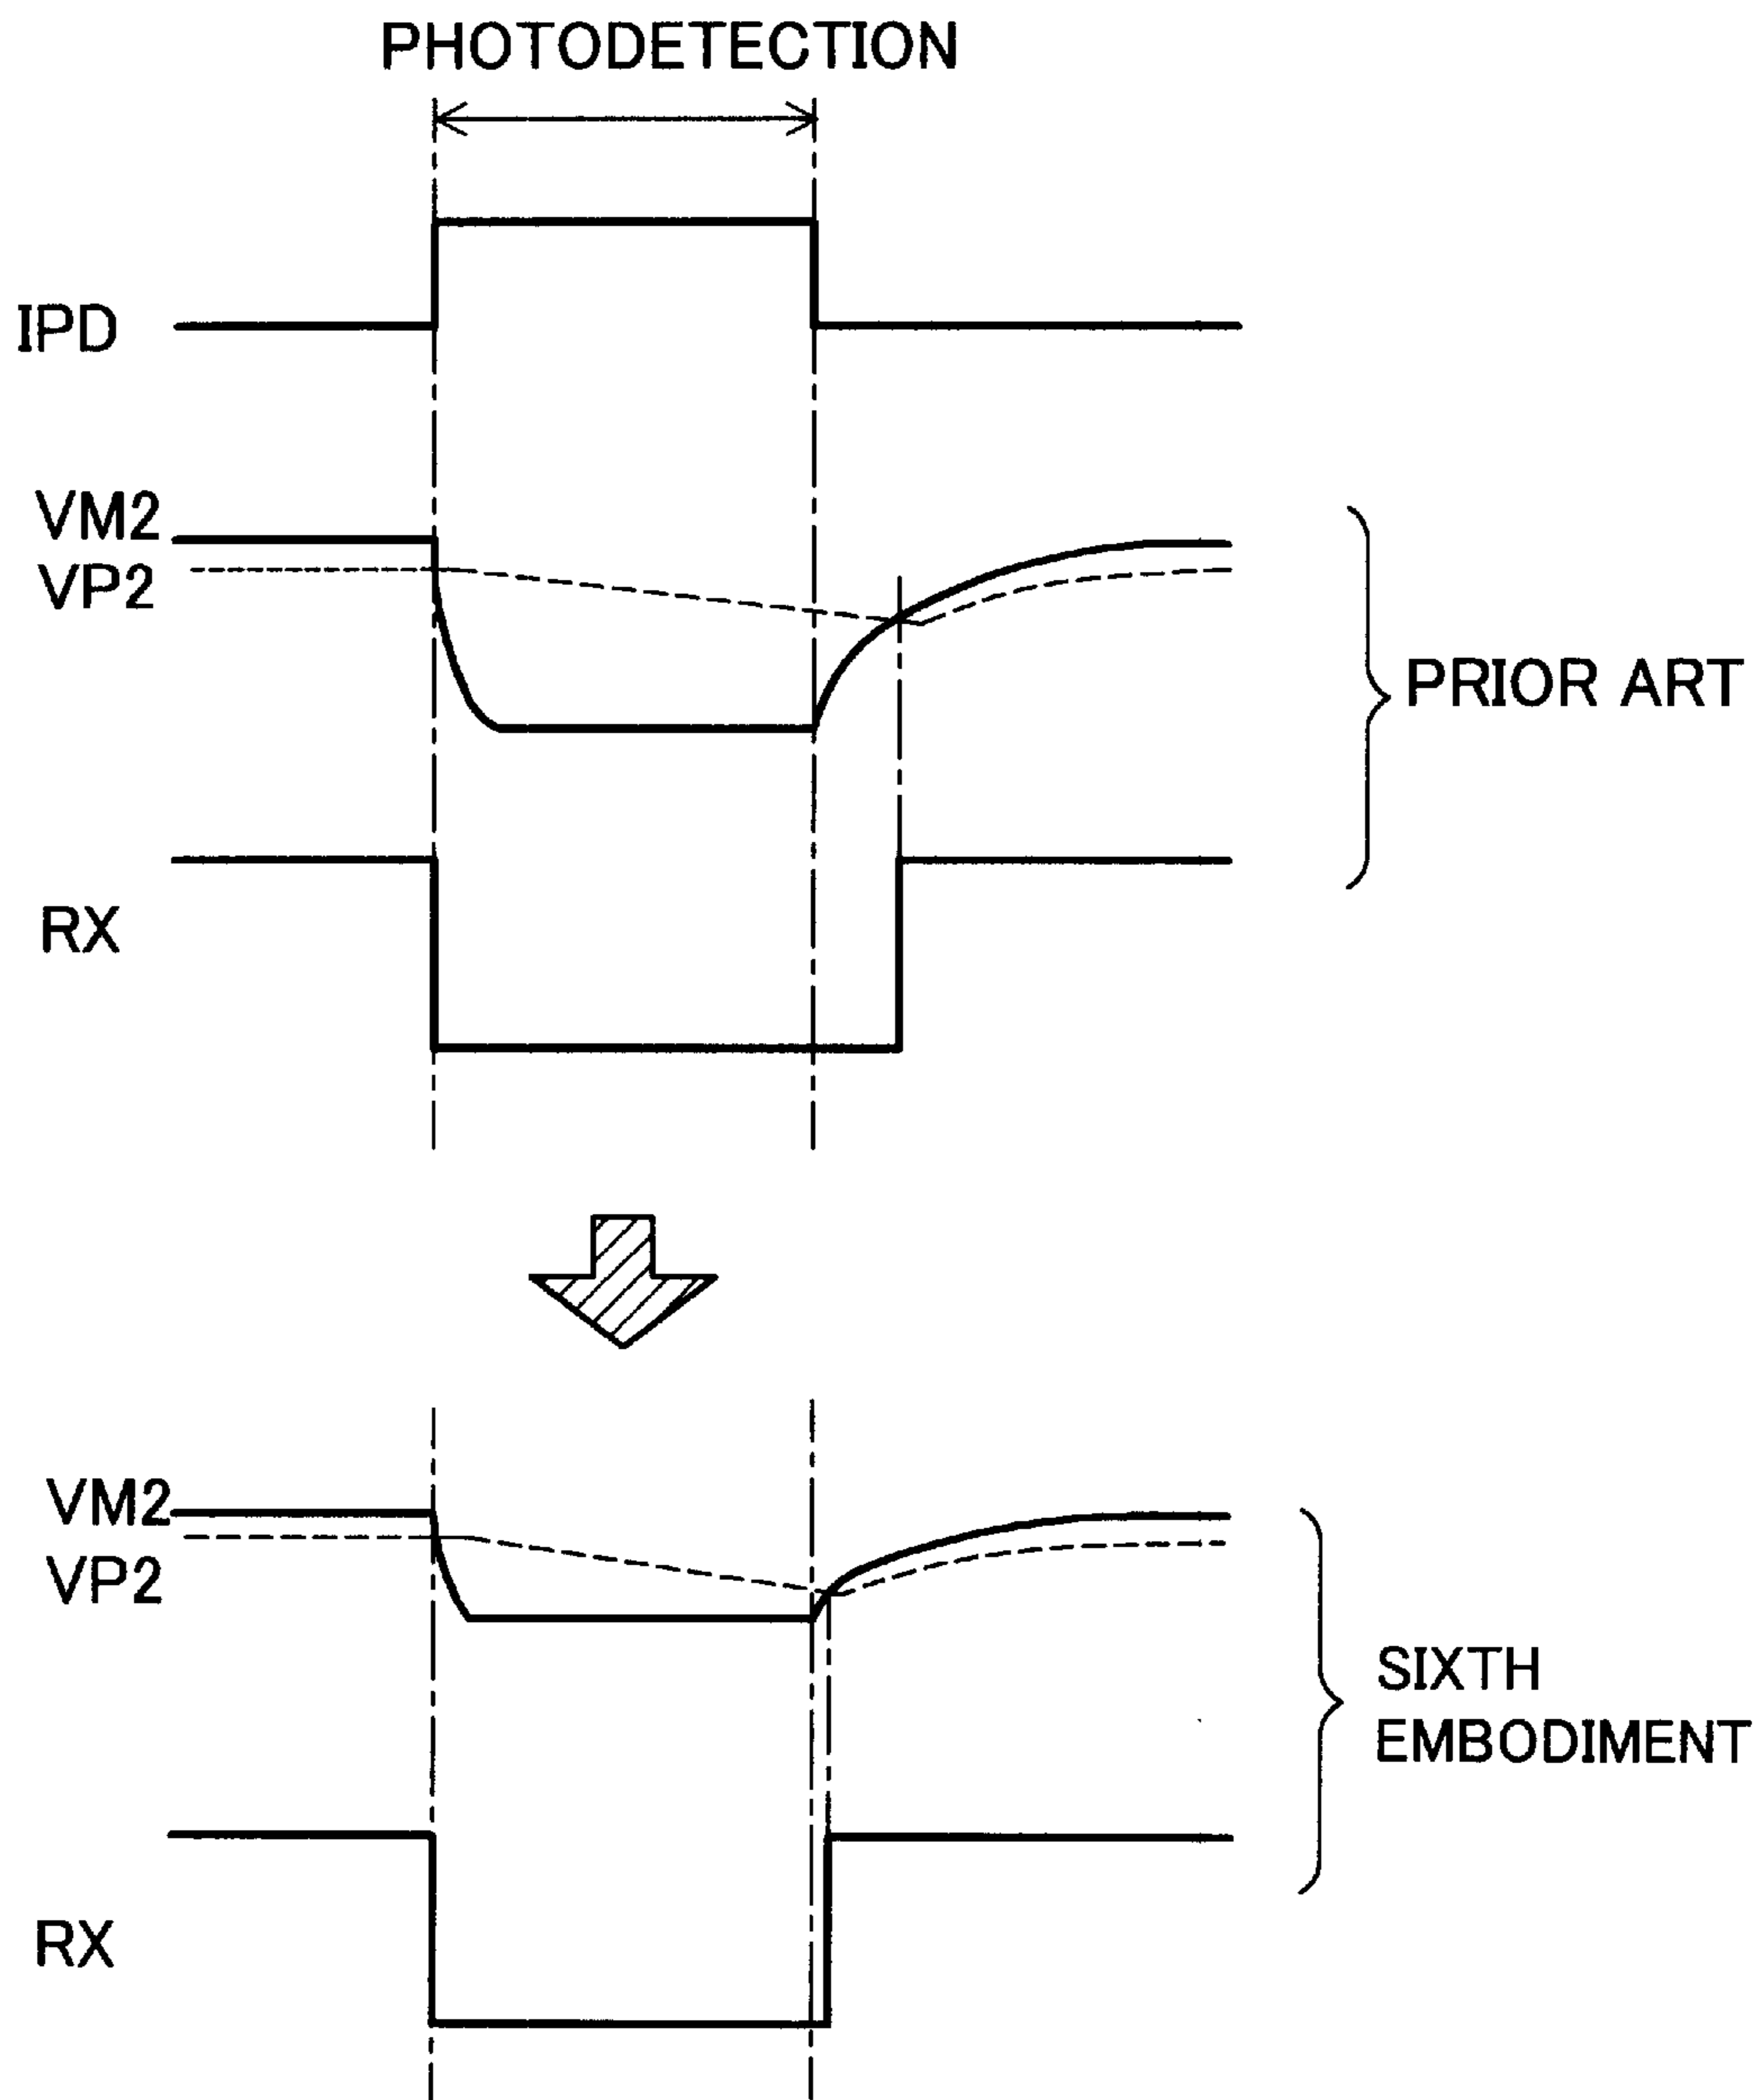 PHOTODETECTION
IPD
VM2
VP2
PRIOR ART
RX
VM2
VP2
SIXTH
EMBODIMENT
RX